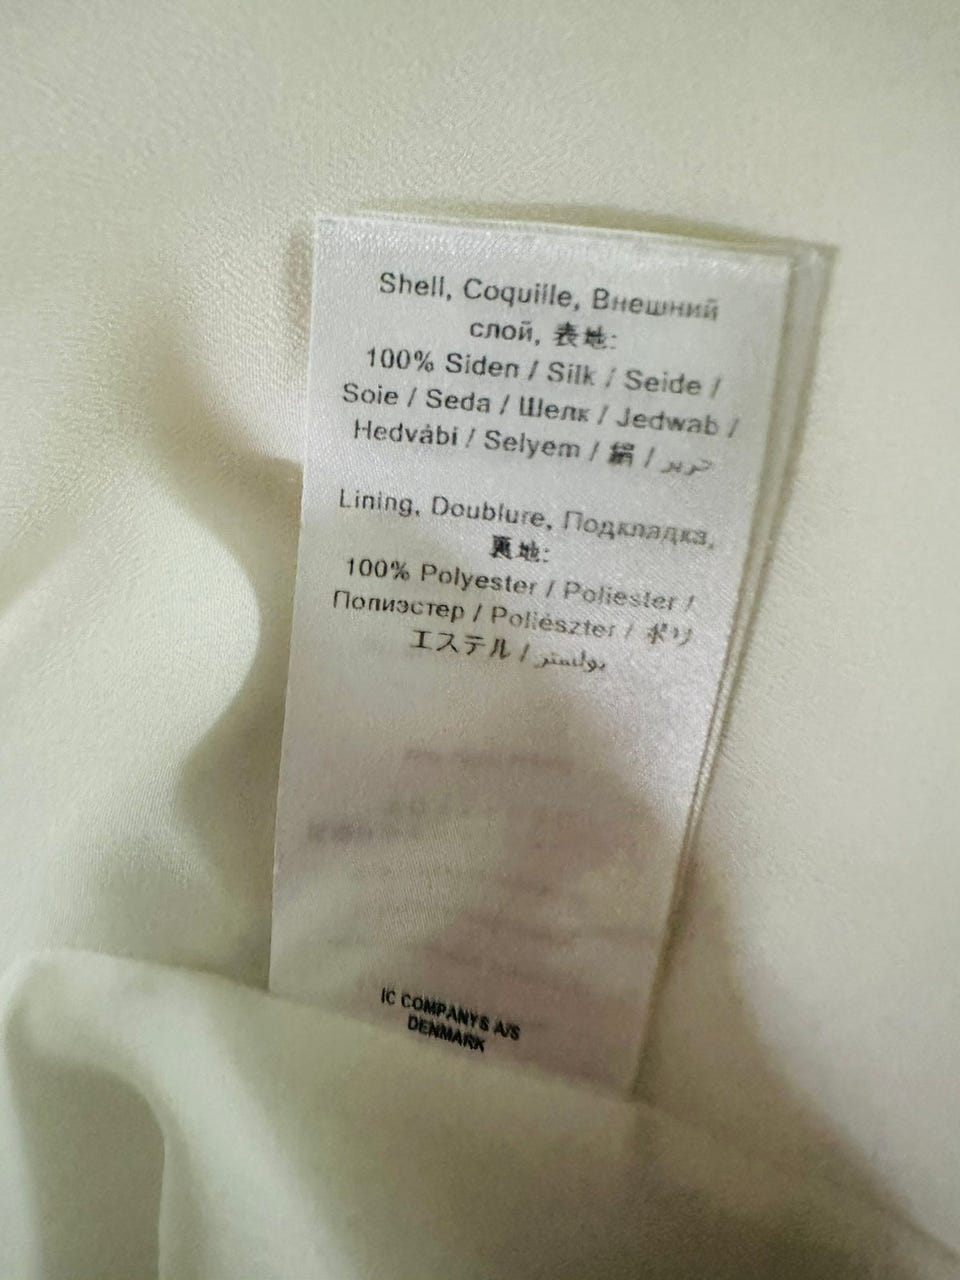 Shell, Coquille, Внешний
слой, 表地:
100% Siden / Silk / Seide /
Soie / Seda / Шелк / Jedwab /
Hedvábí / Selyem / 絹 / حرير
Lining, Doublure, Подкладка,
裏地:
100% Polyester / Poliester /
Полиэстер / Poliészter / ポリ
エステル / بوليستر
IC COMPANYS A/S
DENMARK